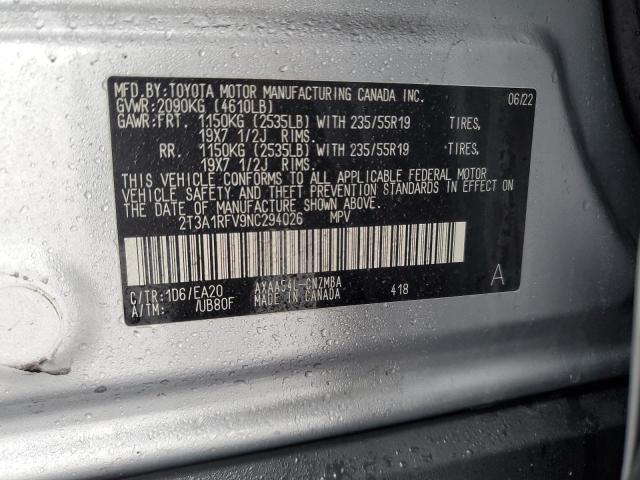 MFD.BY:TOYOTA MOTOR MANUFACTURING CANADA INC. 06/22
GVWR:2090KG (4610LB)
GAWR:FRT. 1150KG (2535LB) WITH 235/55R19 TIRES,
19X7 1/2J RIMS.
RR. 1150KG (2535LB) WITH 235/55R19 TIRES,
19X7 1/2J RIMS.
THIS VEHICLE CONFORMS TO ALL APPLICABLE FEDERAL MOTOR
VEHICLE SAFETY AND THEFT PREVENTION STANDARDS IN EFFECT ON
THE DATE OF MANUFACTURE SHOWN ABOVE.
2T3A1RFV9NC294026 MPV
C/TR:1D6/EA20 AXAA54L-CNZMBA 418 A
A/TM: /UB80F MADE IN CANADA